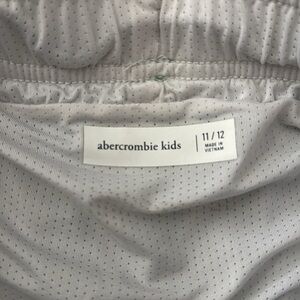 abercrombie kids
11 / 12
MADE IN
VIETNAM